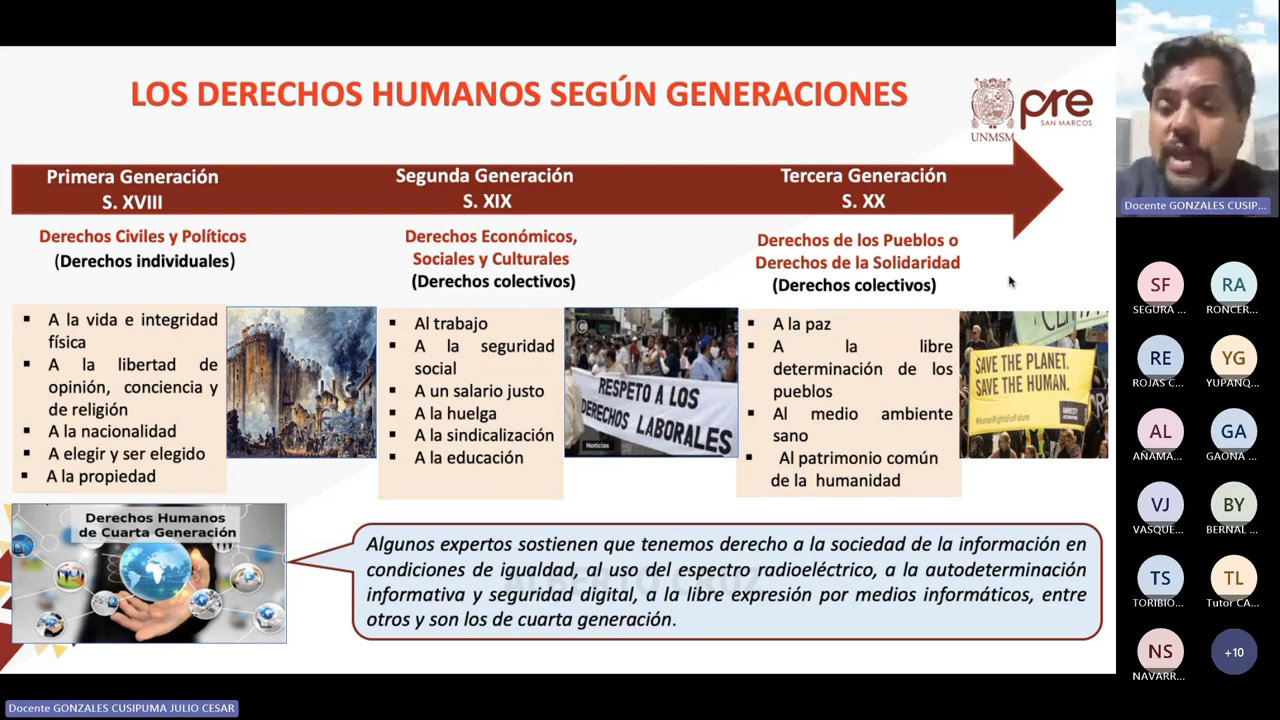 LOS DERECHOS HUMANOS SEGÚN GENERACIONES
UNMSM
pre
SAN MARCOS
Primera Generación
S. XVIII
Segunda Generación
S. XIX
Tercera Generación
S. XX
Derechos Civiles y Políticos
(Derechos individuales)
Derechos Económicos,
Sociales y Culturales
(Derechos colectivos)
Derechos de los Pueblos o
Derechos de la Solidaridad
(Derechos colectivos)
▪ A la vida e integridad
física
▪ A la libertad de
opinión, conciencia y
de religión
▪ A la nacionalidad
▪ A elegir y ser elegido
▪ A la propiedad
▪ Al trabajo
▪ A la seguridad
social
▪ A un salario justo
▪ A la huelga
▪ A la sindicalización
▪ A la educación
RESPETO A LOS
DERECHOS LABORALES
Noticias
▪ A la paz
▪ A la libre
determinación de los
pueblos
▪ Al medio ambiente
sano
▪ Al patrimonio común
de la humanidad
SAVE THE PLANET.
SAVE THE HUMAN.
#HumanRightsForFuture
AMNESTY
Derechos Humanos
de Cuarta Generación
Algunos expertos sostienen que tenemos derecho a la sociedad de la información en
condiciones de igualdad, al uso del espectro radioeléctrico, a la autodeterminación
informativa y seguridad digital, a la libre expresión por medios informáticos, entre
otros y son los de cuarta generación.
Docente GONZALES CUSIPUMA JULIO CESAR
Docente GONZALES CUSIP...
SF
SEGURA ...
RA
RONCER...
RE
ROJAS C...
YG
YUPANQ...
AL
AÑAMA...
GA
GAONA ...
VJ
VASQUE...
BY
BERNAL ...
TS
TORIBIO...
TL
Tutor CA...
NS
NAVARR...
+10